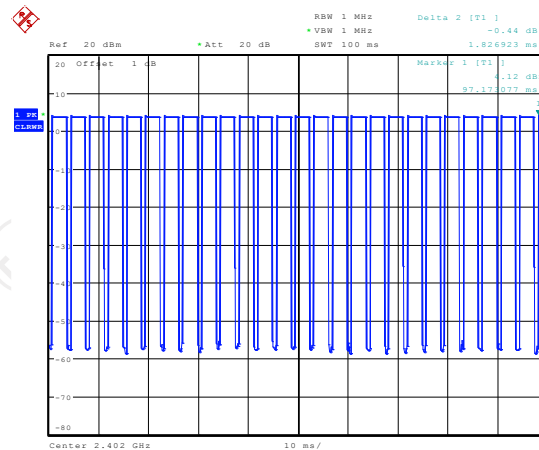 RBW 1 MHz Delta 2 [T1 ]
* VBW 1 MHz -0.44 dB
Ref 20 dBm * Att 20 dB SWT 100 ms 1.826923 ms
20 Offset 1 dB Marker 1 [T1 ]
4.12 dB
97.173077 ms
10
1
1 PK *
CLRWR
0
-10
-20
-30
-40
-50
-60
-70
-80
Center 2.402 GHz 10 ms/